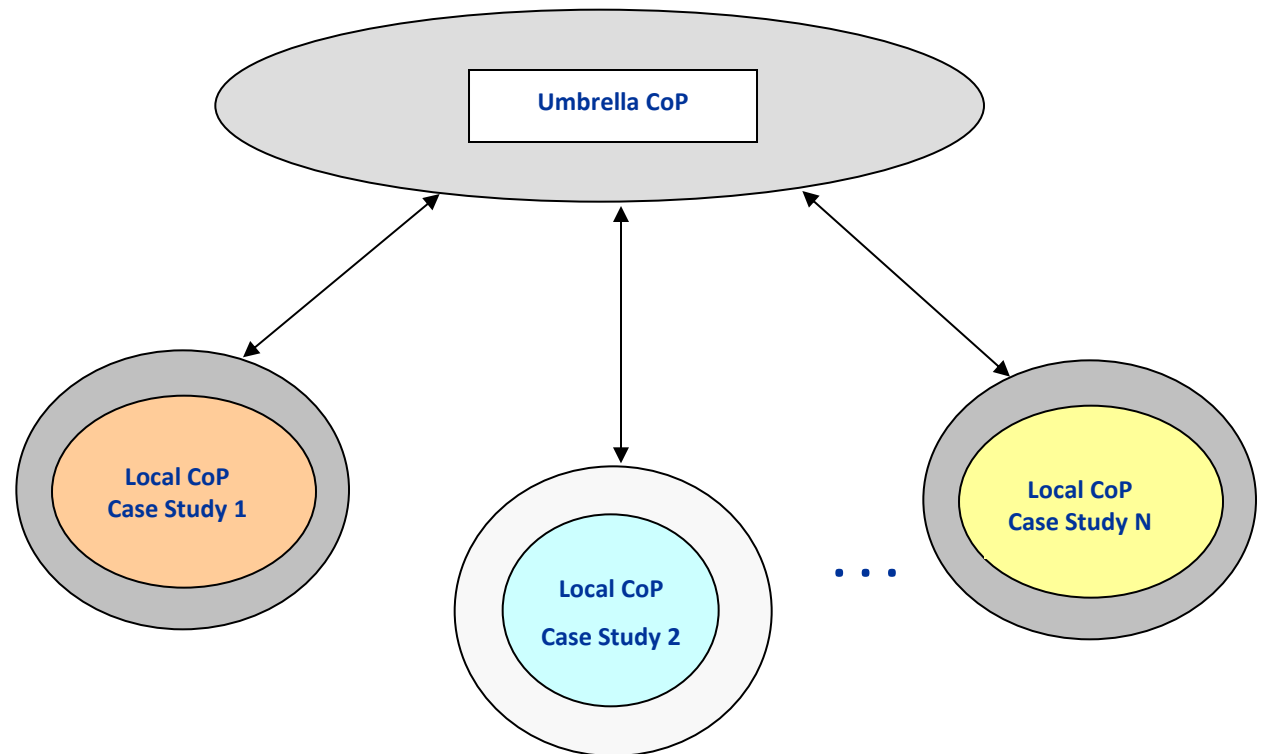 Umbrella CoP
Local CoP
Case Study 1
Local CoP
Case Study 2
. . .
Local CoP
Case Study N